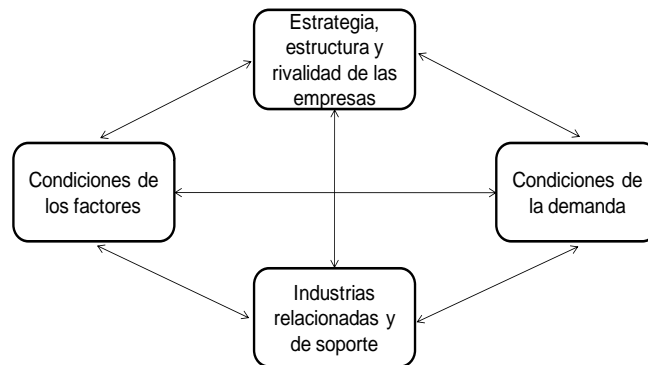 Estrategia,
estructura y
rivalidad de las
empresas
Condiciones de
los factores
Condiciones de
la demanda
Industrias
relacionadas y
de soporte